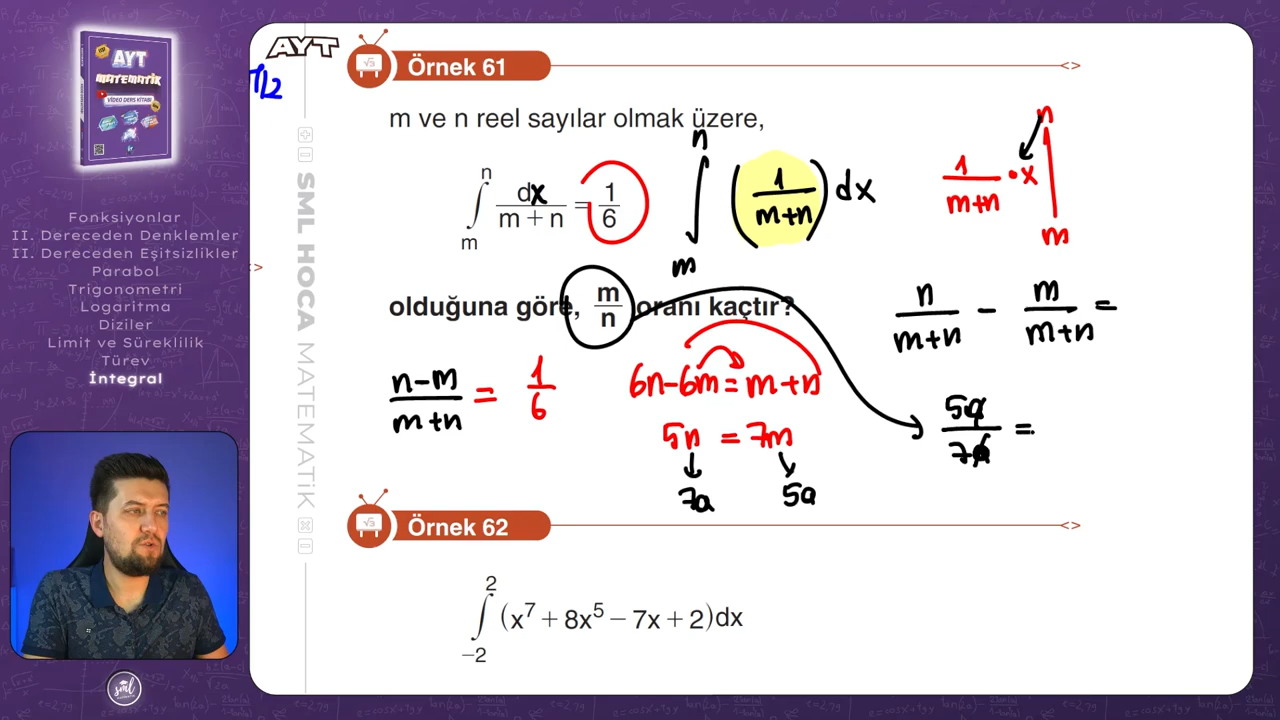 AYT
T/2
Örnek 61
m ve n reel sayılar olmak üzere,
∫ₘⁿ dx/(m + n) = 1/6
∫ₘⁿ (1/(m+n)) dx
1/(m+n) · x |ₘⁿ
olduğuna göre, m/n oranı kaçtır?
n/(m+n) − m/(m+n) =
(n−m)/(m+n) = 1/6
6n−6m = m+n
5n = 7m
7a 5a
5a/7a =
Örnek 62
∫₋₂² (x⁷ + 8x⁵ − 7x + 2)dx
AYT
MATEMATİK
VİDEO DERS KİTABI
Fonksiyonlar
II. Dereceden Denklemler
II. Dereceden Eşitsizlikler
Parabol
Trigonometri
Logaritma
Diziler
Limit ve Süreklilik
Türev
İntegral
SML HOCA MATEMATİK
sml